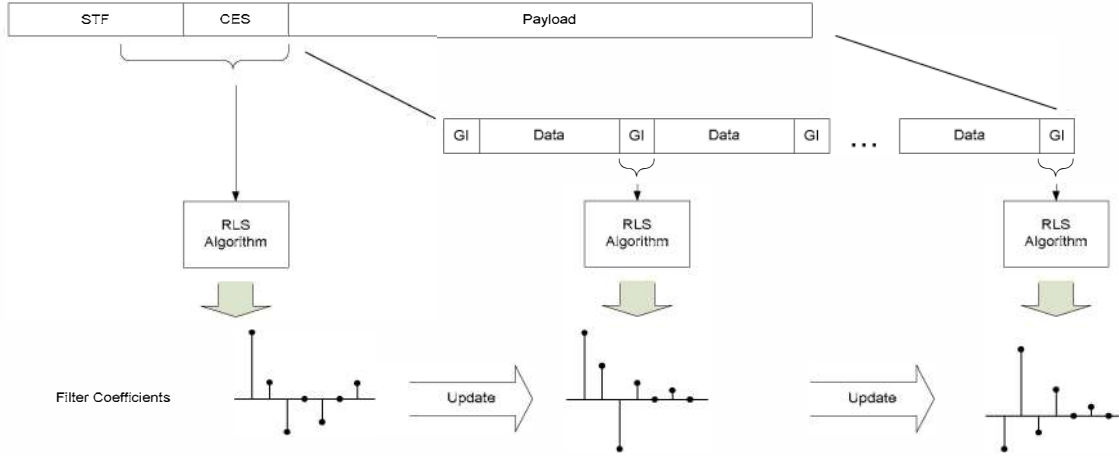 STF CES Payload
GI Data GI Data GI ... Data GI
RLS
Algorithm
RLS
Algorithm
RLS
Algorithm
Filter Coefficients
Update
Update